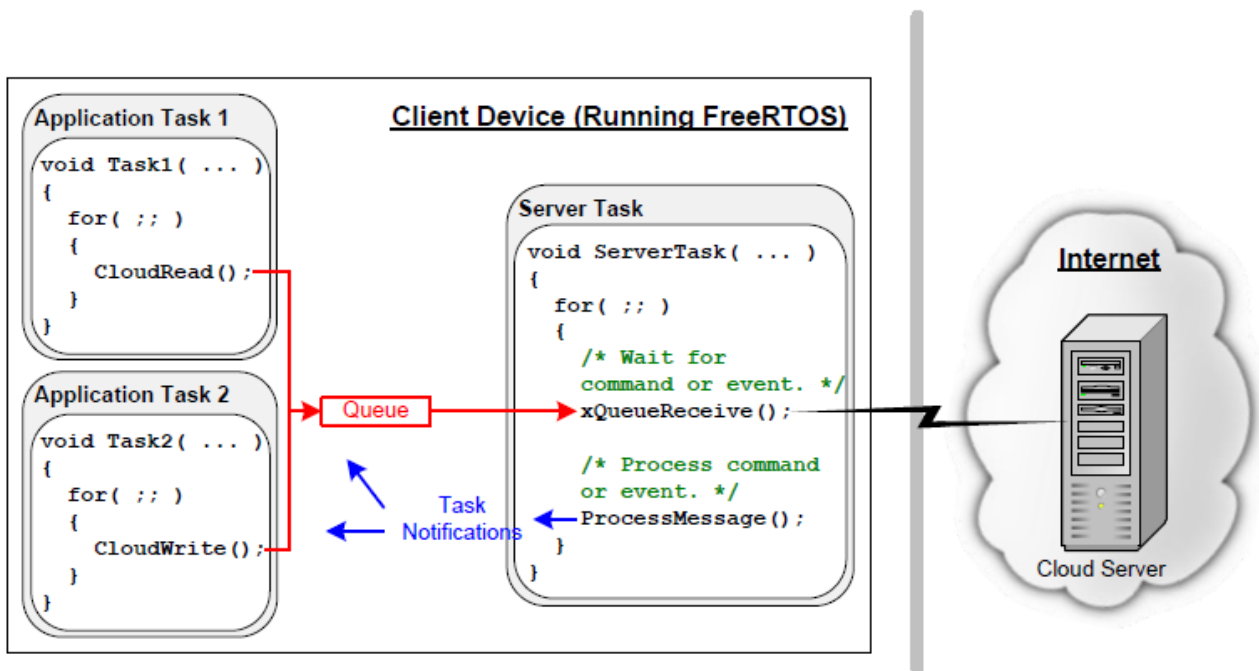 Client Device (Running FreeRTOS)
Application Task 1
void Task1( ... )
{
for( ;; )
{
CloudRead();
}
}
Application Task 2
void Task2( ... )
{
for( ;; )
{
CloudWrite();
}
}
Queue
Task
Notifications
Server Task
void ServerTask( ... )
{
for( ;; )
{
/* Wait for
command or event. */
xQueueReceive();
/* Process command
or event. */
ProcessMessage();
}
}
Internet
Cloud Server